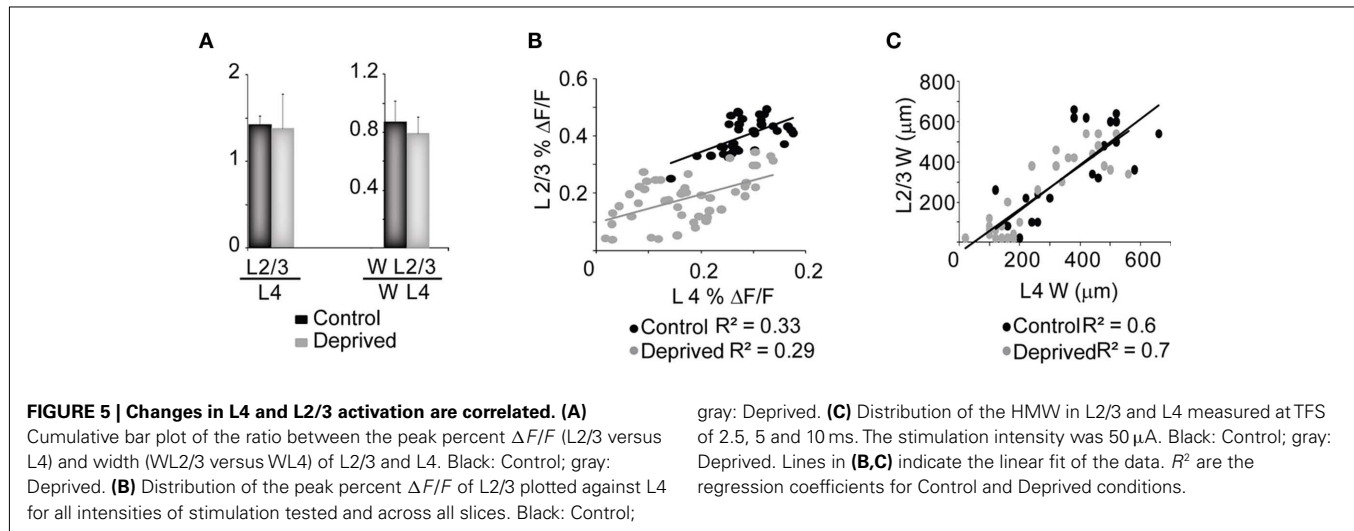 A
B
C
2
1
0
1.2
0.8
0.4
L2/3
L4
W L2/3
W L4
Control
Deprived
L 2/3 % ΔF/F
0.6
0.4
0.2
0
0.2
0.2
L 4 % ΔF/F
Control R² = 0.33
Deprived R² = 0.29
L2/3 W (μm)
800
600
400
200
0
200
400
600
L4 W (μm)
Control R² = 0.6
Deprived R² = 0.7
FIGURE 5 | Changes in L4 and L2/3 activation are correlated. (A)
Cumulative bar plot of the ratio between the peak percent ΔF/F (L2/3 versus
L4) and width (WL2/3 versus WL4) of L2/3 and L4. Black: Control; gray:
Deprived. (B) Distribution of the peak percent ΔF/F of L2/3 plotted against L4
for all intensities of stimulation tested and across all slices. Black: Control;
gray: Deprived. (C) Distribution of the HMW in L2/3 and L4 measured at TFS
of 2.5, 5 and 10 ms. The stimulation intensity was 50 μA. Black: Control; gray:
Deprived. Lines in (B,C) indicate the linear fit of the data. R² are the
regression coefficients for Control and Deprived conditions.